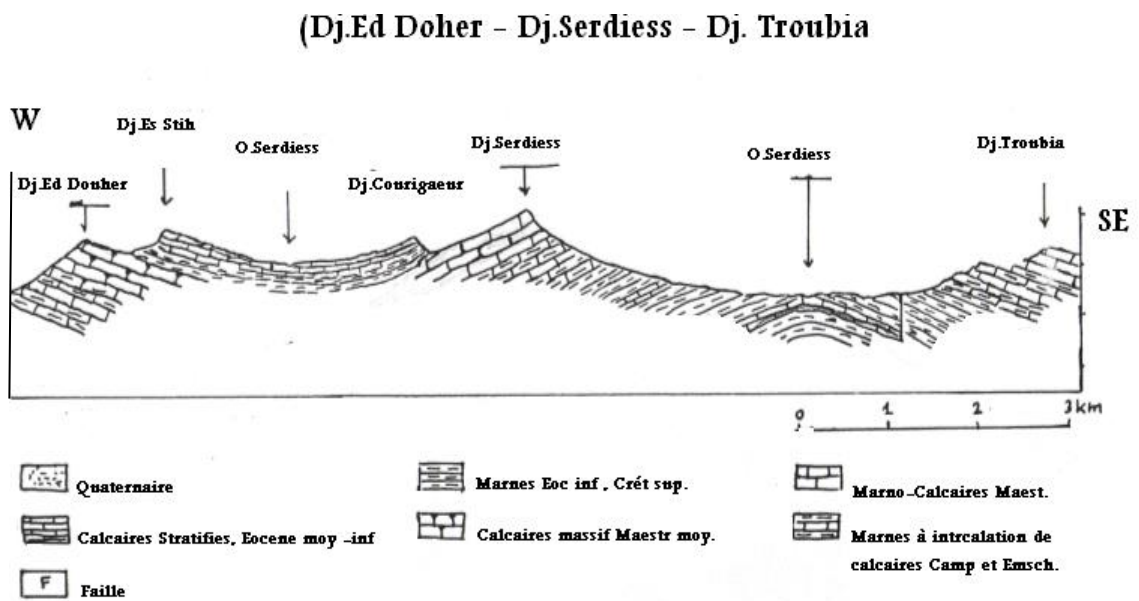 (Dj.Ed Doher – Dj.Serdiess – Dj. Troubia
W
Dj.Es Stih
O.Serdiess
Dj.Serdiess
O.Serdiess
Dj.Troubia
Dj.Ed Douher
Dj.Courigaeur
SE
0 1 2 3km
Quaternaire
Marnes Eoc inf , Crét sup.
Marno-Calcaires Maest.
Calcaires Stratifies, Eocene moy -inf
Calcaires massif Maestr moy.
Marnes à intrcalation de
calcaires Camp et Emsch.
F Faille